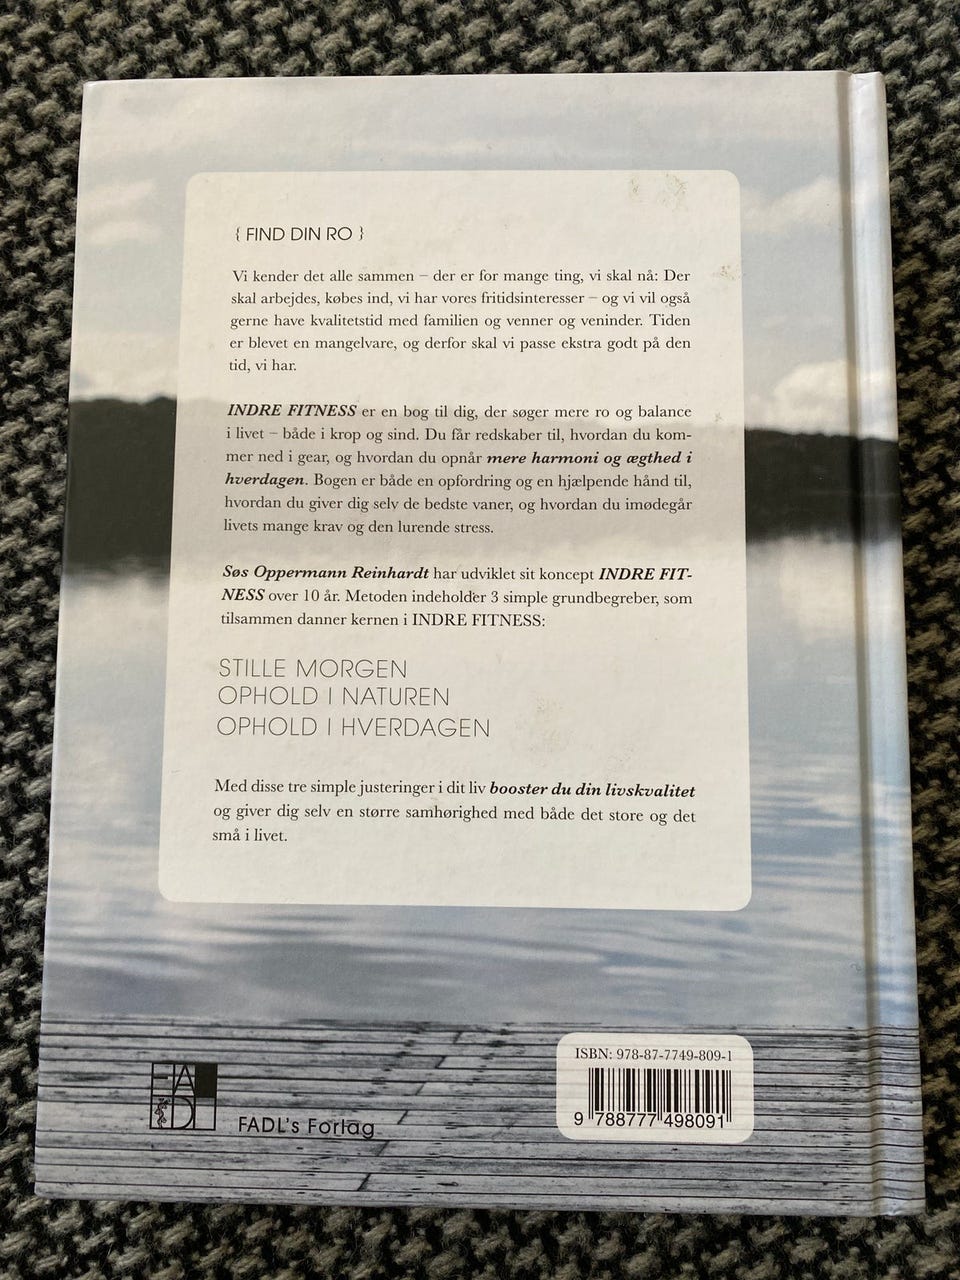 { FIND DIN RO }
Vi kender det alle sammen – der er for mange ting, vi skal nå: Der
skal arbejdes, købes ind, vi har vores fritidsinteresser – og vi vil også
gerne have kvalitetstid med familien og venner og veninder. Tiden
er blevet en mangelvare, og derfor skal vi passe ekstra godt på den
tid, vi har.
INDRE FITNESS er en bog til dig, der søger mere ro og balance
i livet – både i krop og sind. Du får redskaber til, hvordan du kom-
mer ned i gear, og hvordan du opnår mere harmoni og ægthed i
hverdagen. Bogen er både en opfordring og en hjælpende hånd til,
hvordan du giver dig selv de bedste vaner, og hvordan du imødegår
livets mange krav og den lurende stress.
Søs Oppermann Reinhardt har udviklet sit koncept INDRE FIT-
NESS over 10 år. Metoden indeholder 3 simple grundbegreber, som
tilsammen danner kernen i INDRE FITNESS:
STILLE MORGEN
OPHOLD I NATUREN
OPHOLD I HVERDAGEN
Med disse tre simple justeringer i dit liv booster du din livskvalitet
og giver dig selv en større samhørighed med både det store og det
små i livet.
ISBN: 978-87-7749-809-1
9 788777 498091
FADL
FADL's Forlag